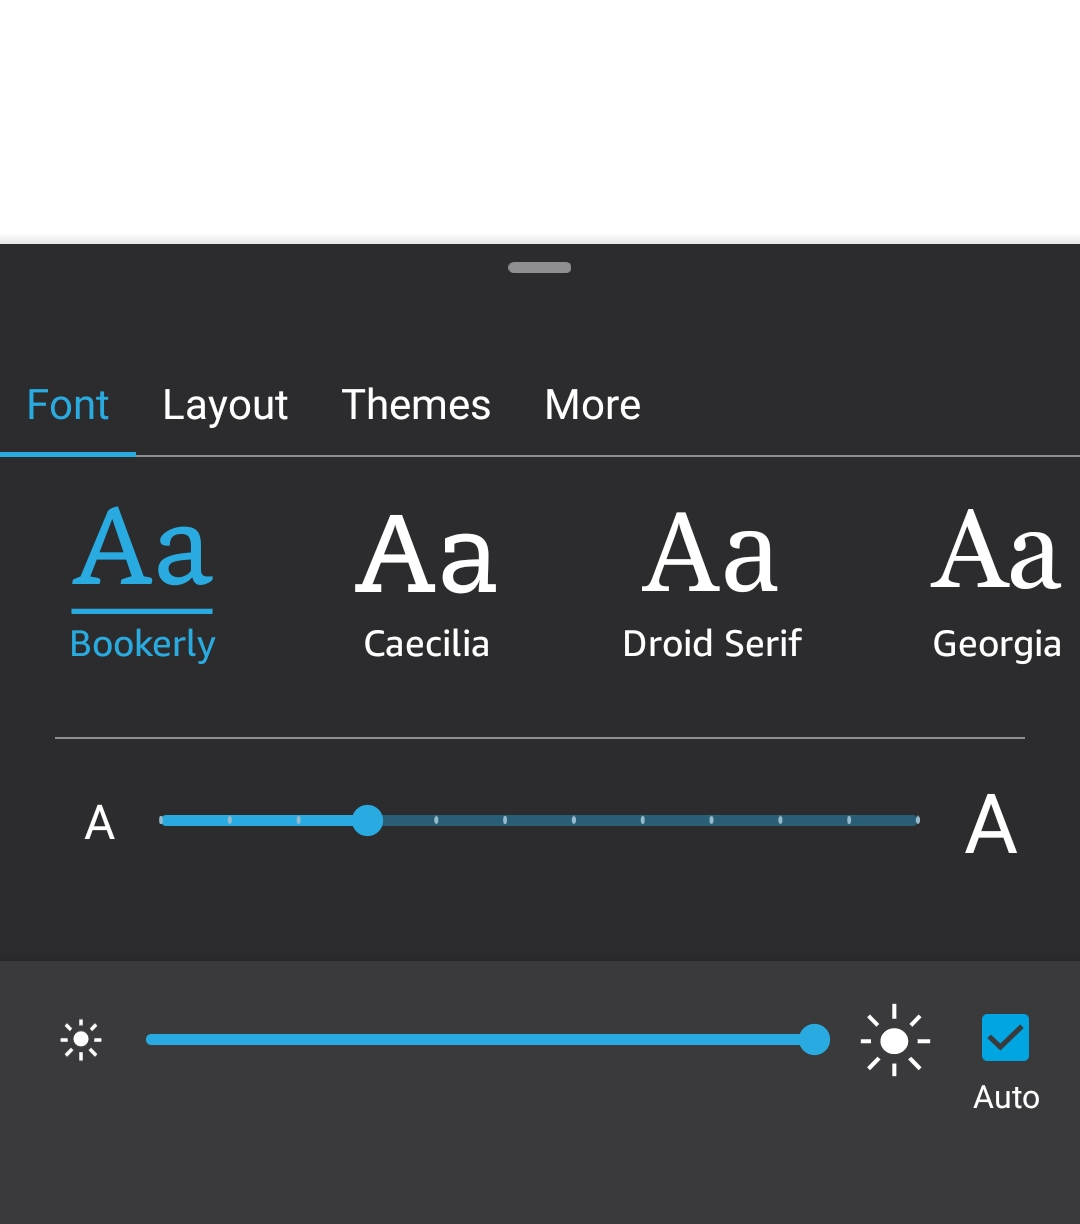 Font Layout Themes More
Aa Aa Aa Aa
Bookerly Caecilia Droid Serif Georgia
A A
Auto